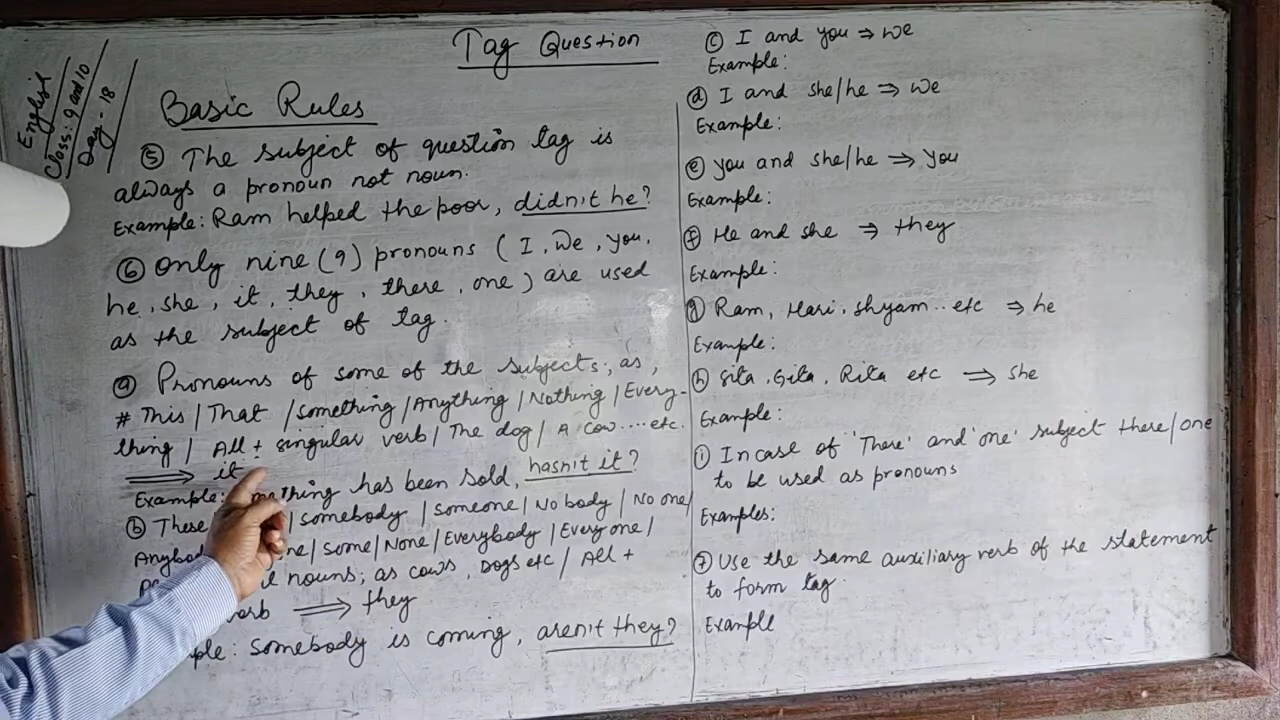 Tag Question
English
Class: 9 and 10
Day - 18
Basic Rules
⑤ The subject of question tag is
always a pronoun not noun.
Example: Ram helped the poor, didn't he?
⑥ Only nine (9) pronouns (I, we, you,
he, she, it, they, there, one) are used
as the subject of tag.
ⓐ Pronouns of some of the subjects; as,
# This / That / something / Anything / Nothing / Every-
thing / All + singular verb / The dog / A cow .... etc.
⟹ it
Example: thing has been sold, hasn't it?
ⓑ These / somebody / someone / No body / No one /
Anybod / some / None / Everybody / Every one /
nouns; as cows, Dogs etc / All +
verb ⟹ they
ple: Somebody is coming, aren't they?
ⓒ I and you ⇒ we
Example:
ⓓ I and she/he ⇒ we
Example:
ⓔ you and she/he ⇒ you
Example:
ⓕ He and she ⇒ they
Example:
ⓖ Ram, Hari, shyam .. etc ⇒ he
Example:
ⓗ Sita, Gita, Rita etc ⇒ she
Example:
ⓘ In case of 'There' and 'one' subject there/one
to be used as pronouns
Examples:
⑦ Use the same auxiliary verb of the statement
to form tag.
Example